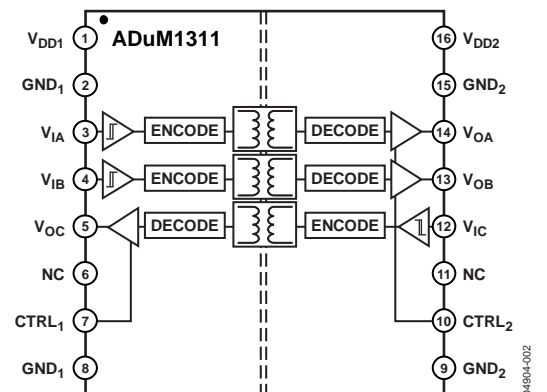 ADuM1311
VDD1 1
16 VDD2
GND1 2
15 GND2
VIA 3 ENCODE DECODE 14 VOA
VIB 4 ENCODE DECODE 13 VOB
VOC 5 DECODE ENCODE 12 VIC
NC 6
11 NC
CTRL1 7
10 CTRL2
GND1 8
9 GND2
04904-002